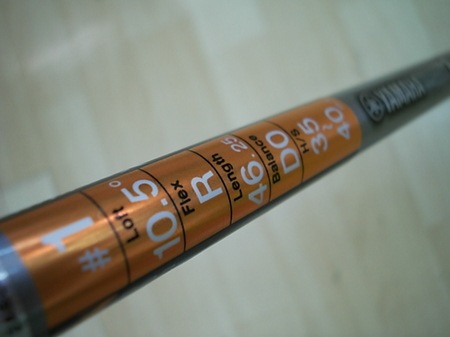 #1
Loft 10.5°
Flex R
Length 46.25
Balance D0
H/S 35~40
YAMAHA